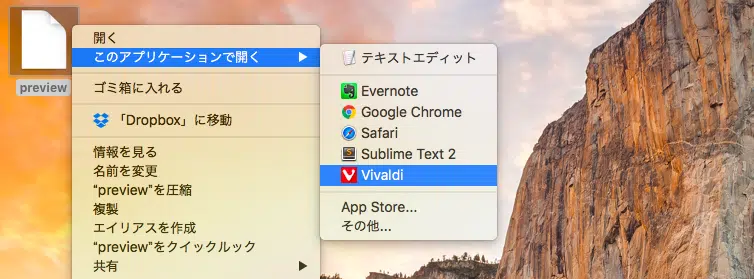 preview
開く
このアプリケーションで開く
ゴミ箱に入れる
「Dropbox」に移動
情報を見る
名前を変更
“preview”を圧縮
複製
エイリアスを作成
“preview”をクイックルック
共有
テキストエディット
Evernote
Google Chrome
Safari
Sublime Text 2
Vivaldi
App Store...
その他...